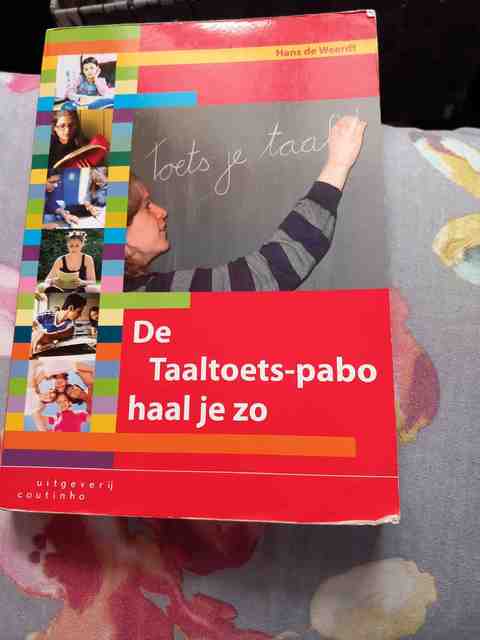 Hans de Weerdt
Toets je taal
De
Taaltoets-pabo
haal je zo
uitgeverij
coutinho